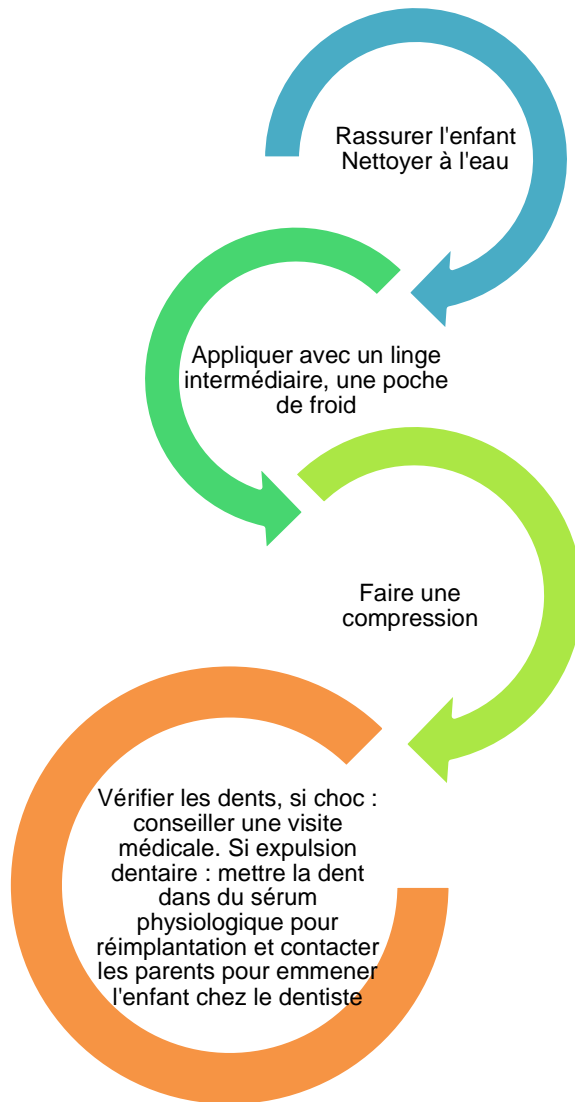 Rassurer l'enfant
Nettoyer à l'eau
Appliquer avec un linge
intermédiaire, une poche
de froid
Faire une
compression
Vérifier les dents, si choc :
conseiller une visite
médicale. Si expulsion
dentaire : mettre la dent
dans du sérum
physiologique pour
réimplantation et contacter
les parents pour emmener
l'enfant chez le dentiste